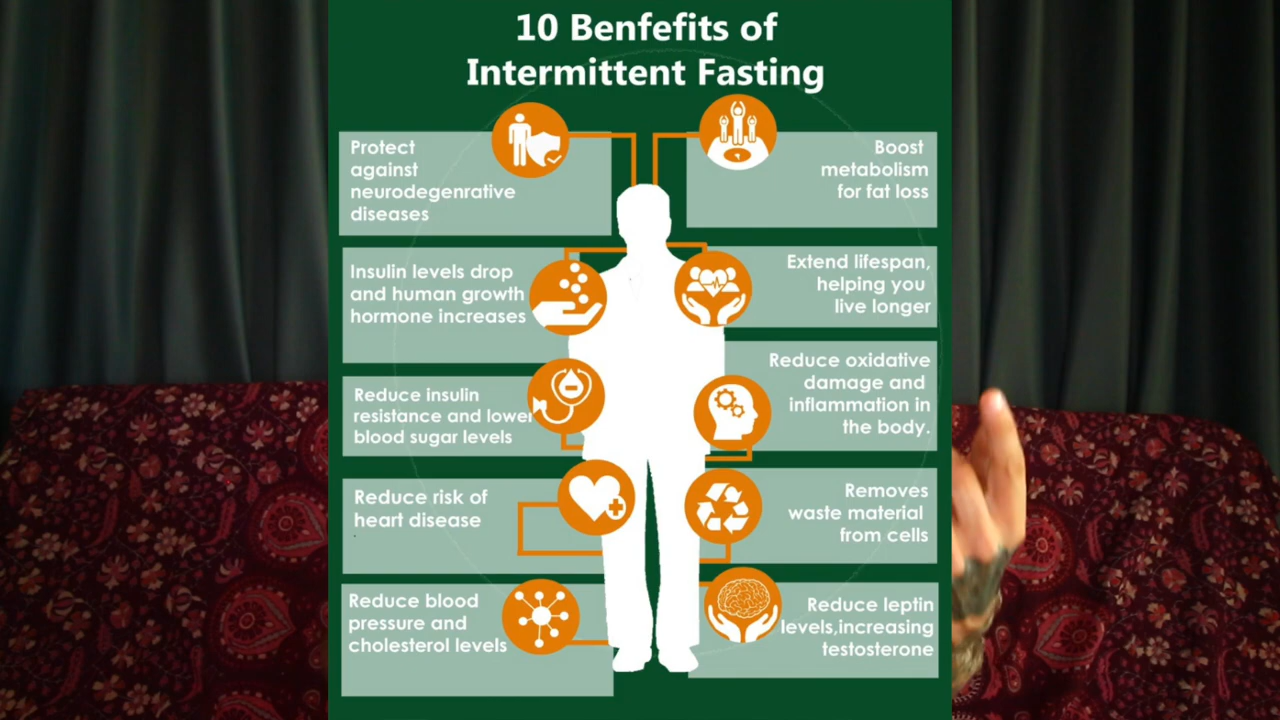 10 Benfefits of
Intermittent Fasting
Protect
against
neurodegenrative
diseases
Boost
metabolism
for fat loss
Insulin levels drop
and human growth
hormone increases
Extend lifespan,
helping you
live longer
Reduce insulin
resistance and lower
blood sugar levels
Reduce oxidative
damage and
inflammation in
the body.
Reduce risk of
heart disease
Removes
waste material
from cells
Reduce blood
pressure and
cholesterol levels
Reduce leptin
levels,increasing
testosterone